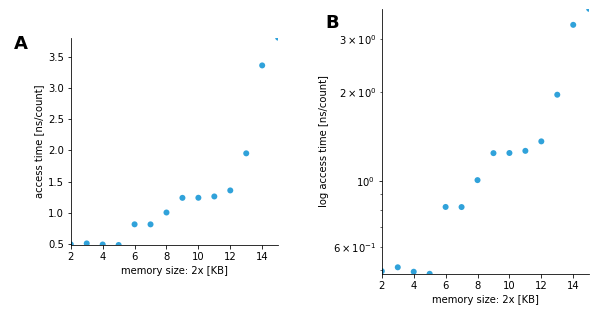 A
B
access time [ns/count]
3.5
3.0
2.5
2.0
1.5
1.0
0.5
2
4
6
8
10
12
14
memory size: 2x [KB]
log access time [ns/count]
3 × 10⁰
2 × 10⁰
10⁰
6 × 10⁻¹
2
4
6
8
10
12
14
memory size: 2x [KB]